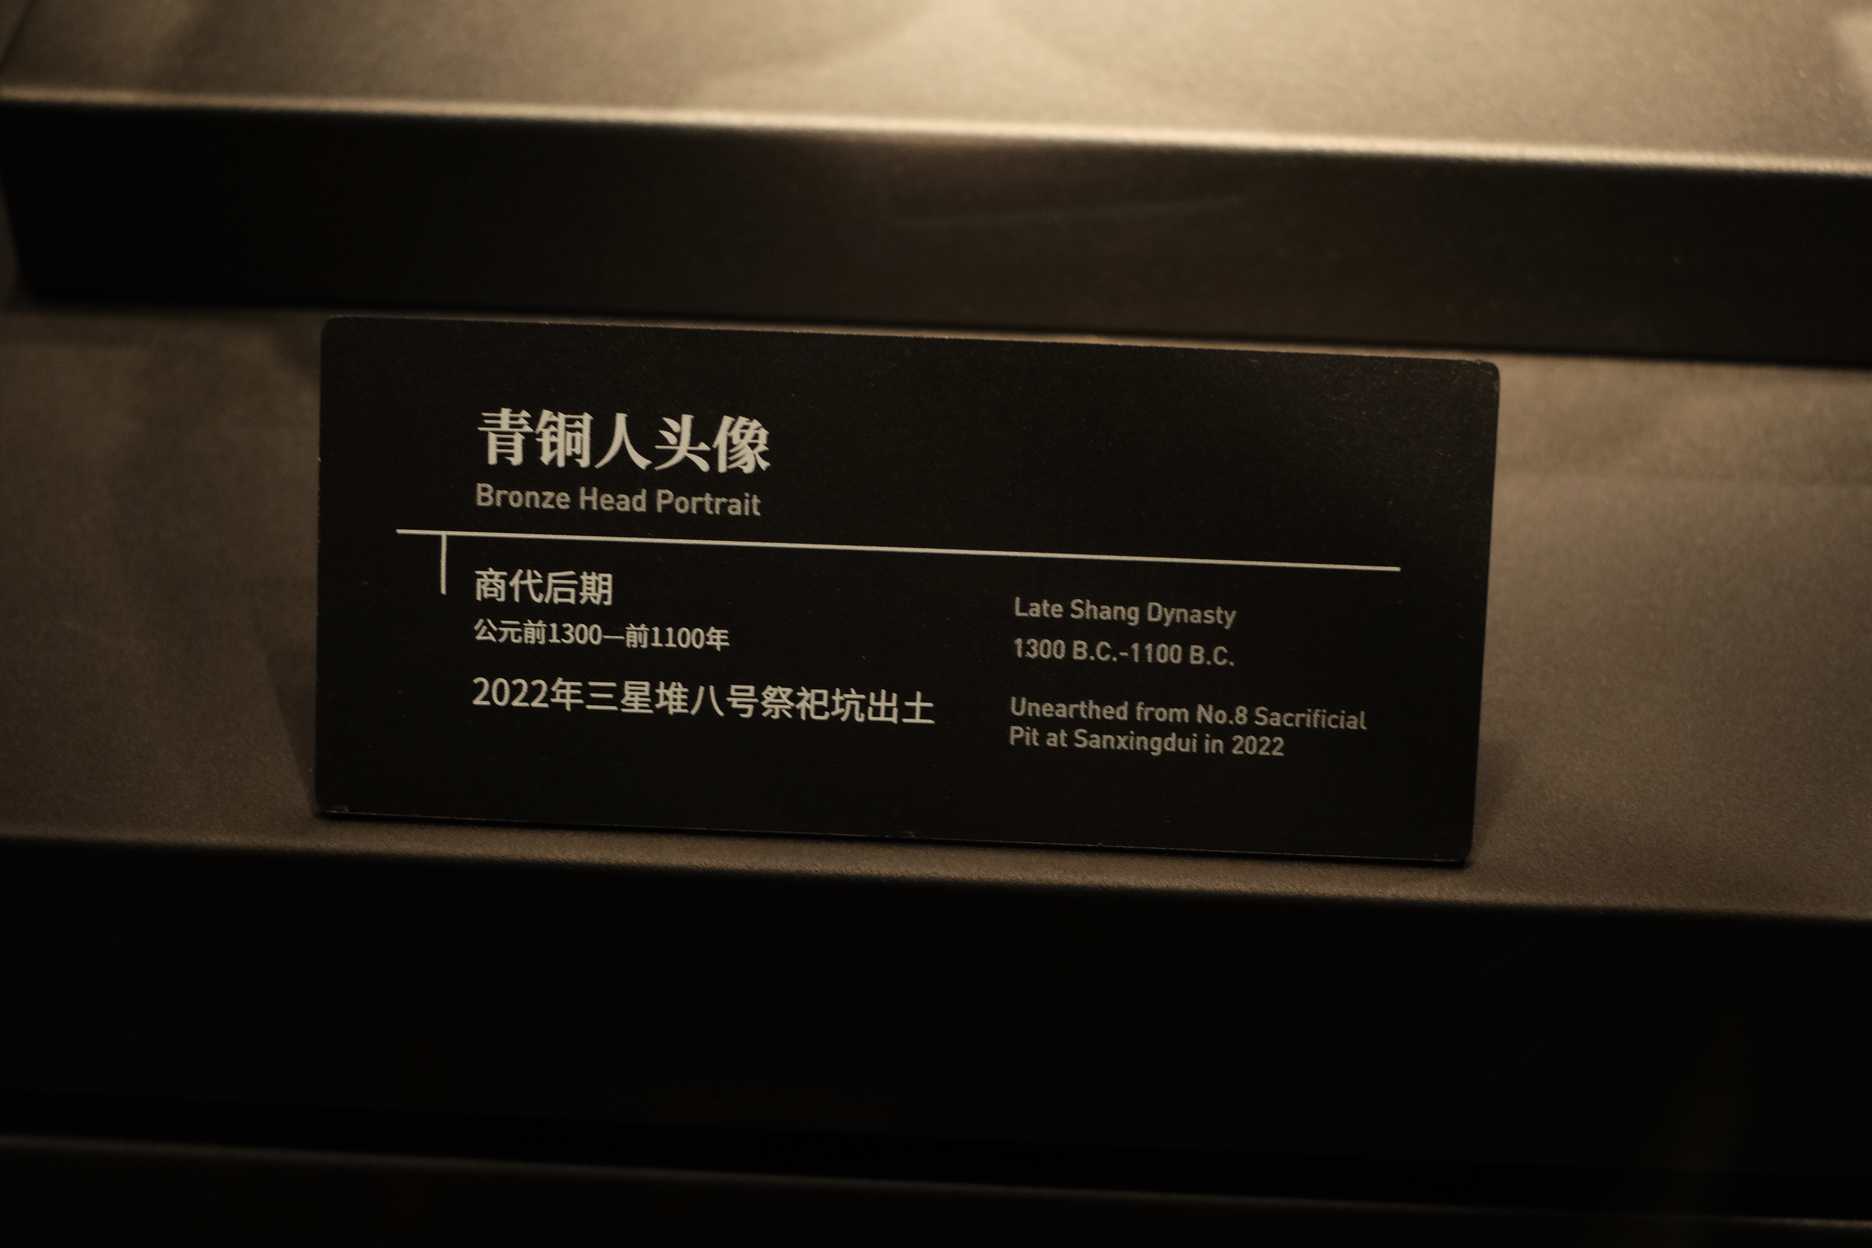 青铜人头像
Bronze Head Portrait
商代后期
公元前1300—前1100年
2022年三星堆八号祭祀坑出土
Late Shang Dynasty
1300 B.C.-1100 B.C.
Unearthed from No.8 Sacrificial
Pit at Sanxingdui in 2022